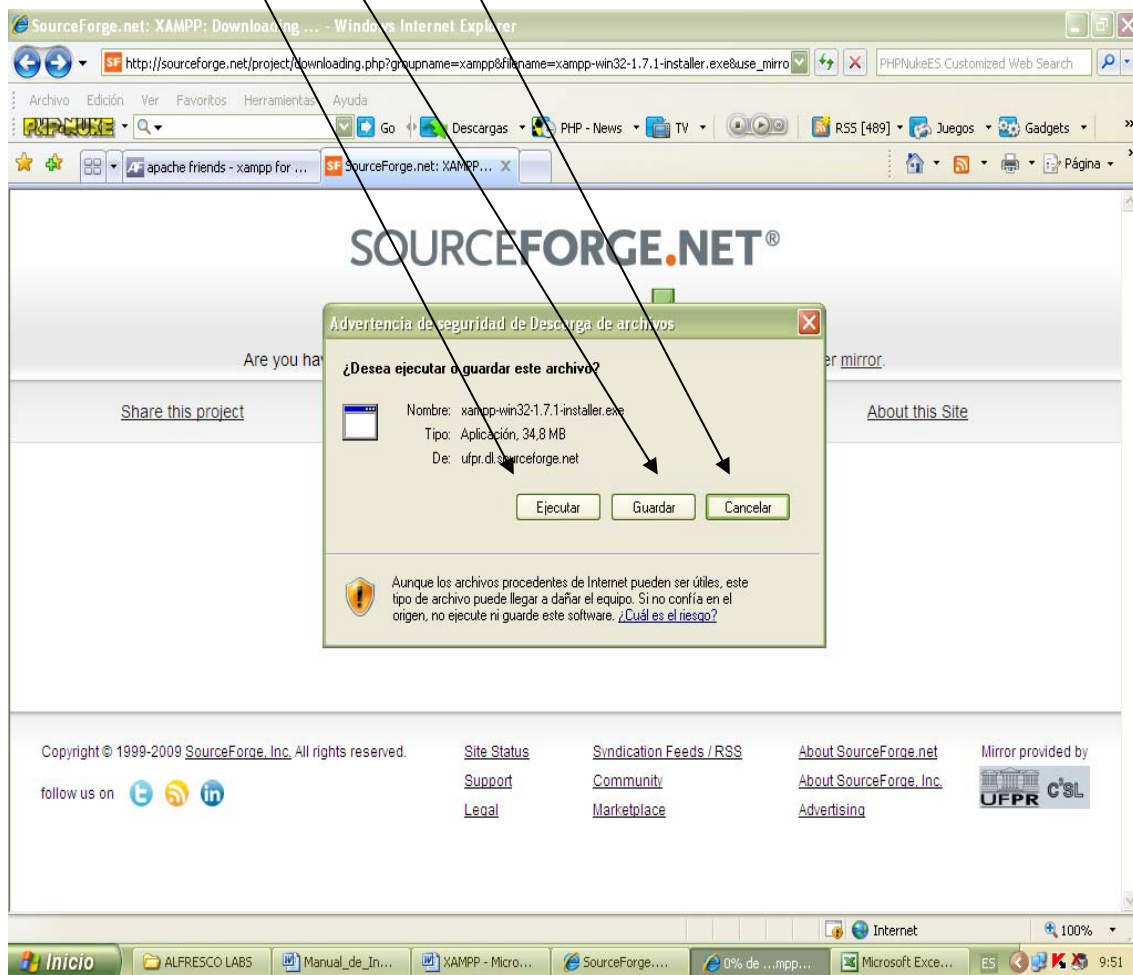 SourceForge.net: XAMPP: Downloading ... - Windows Internet Explorer
SF http://sourceforge.net/project/downloading.php?groupname=xampp&filename=xampp-win32-1.7.1-installer.exe&use_mirro PHPNukeES Customized Web Search
Archivo Edición Ver Favoritos Herramientas Ayuda
PHP-NUKE Go Descargas PHP - News TV RSS [489] Juegos Gadgets »
apache friends - xampp for ... SF SourceForge.net: XAMPP... X Página
SOURCEFORGE.NET®
Advertencia de seguridad de Descarga de archivos
Are you ha er mirror.
¿Desea ejecutar o guardar este archivo?
Share this project About this Site
Nombre: xampp-win32-1.7.1-installer.exe
Tipo: Aplicación, 34,8 MB
De: ufpr.dl.sourceforge.net
Ejecutar Guardar Cancelar
Aunque los archivos procedentes de Internet pueden ser útiles, este
tipo de archivo puede llegar a dañar el equipo. Si no confía en el
origen, no ejecute ni guarde este software. ¿Cuál es el riesgo?
Copyright © 1999-2009 SourceForge, Inc. All rights reserved. Site Status Syndication Feeds / RSS About SourceForge.net Mirror provided by
follow us on Support Community About SourceForge, Inc. UFPR C3SL
Legal Marketplace Advertising
Internet 100%
Inicio ALFRESCO LABS Manual_de_In... XAMPP - Micro... SourceForge.... 0% de ...mpp... Microsoft Exce... ES 9:51